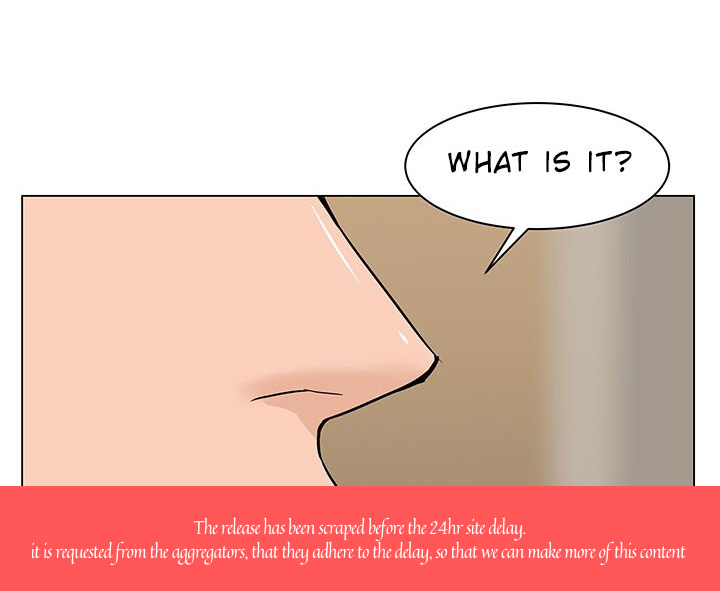 WHAT IS IT?
The release has been scraped before the 24hr site delay.
it is requested from the aggregators, that they adhere to the delay, so that we can make more of this content